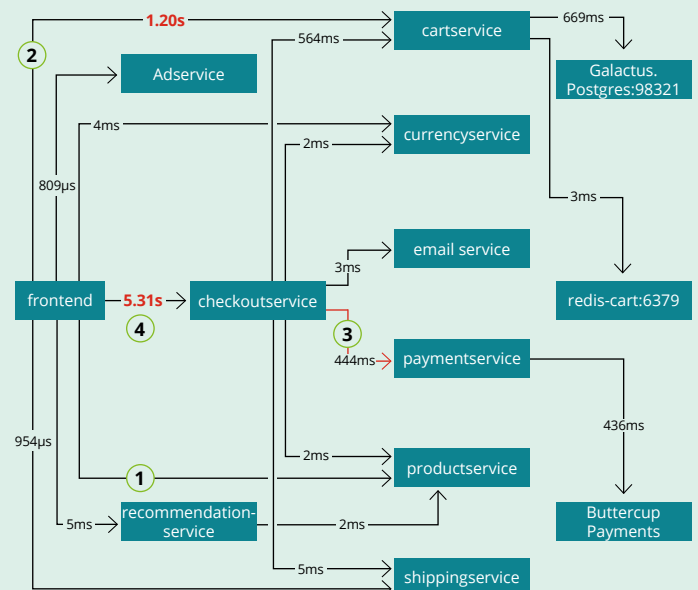 1.20s
cartservice
669ms
2
564ms
Galactus.
Postgres:98321
Adservice
4ms
currencyservice
2ms
809µs
3ms
email service
3ms
frontend
5.31s
checkoutservice
redis-cart:6379
4
3
444ms
paymentservice
436ms
954µs
2ms
productservice
1
recommendation-
service
5ms
2ms
Buttercup
Payments
5ms
shippingservice